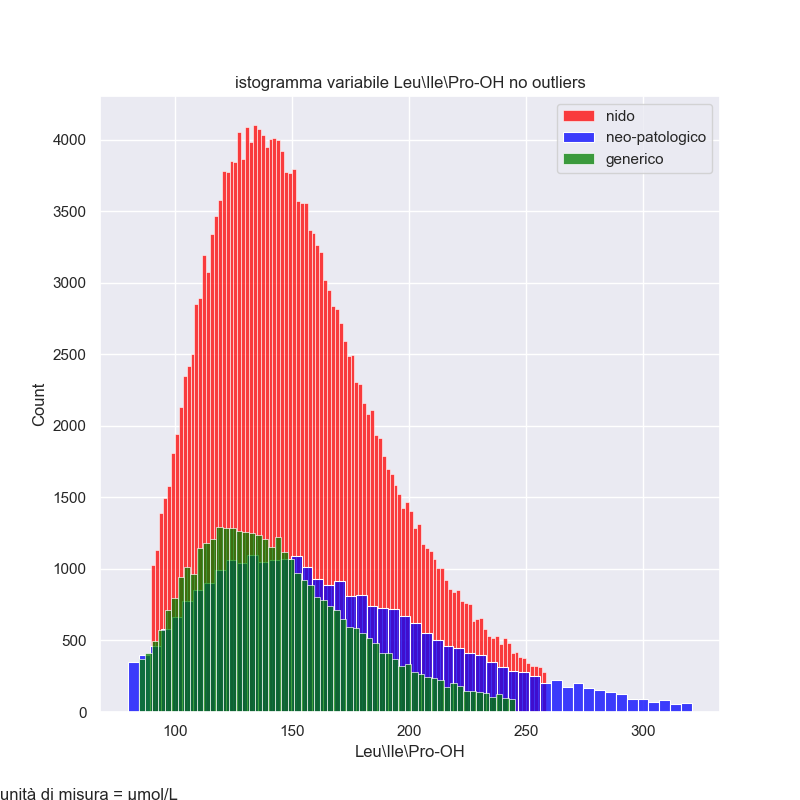 istogramma variabile Leu\Ile\Pro-OH no outliers
nido
neo-patologico
generico
4000
3500
3000
2500
2000
1500
1000
500
0
Count
100 150 200 250 300
Leu\Ile\Pro-OH
unità di misura = μmol/L